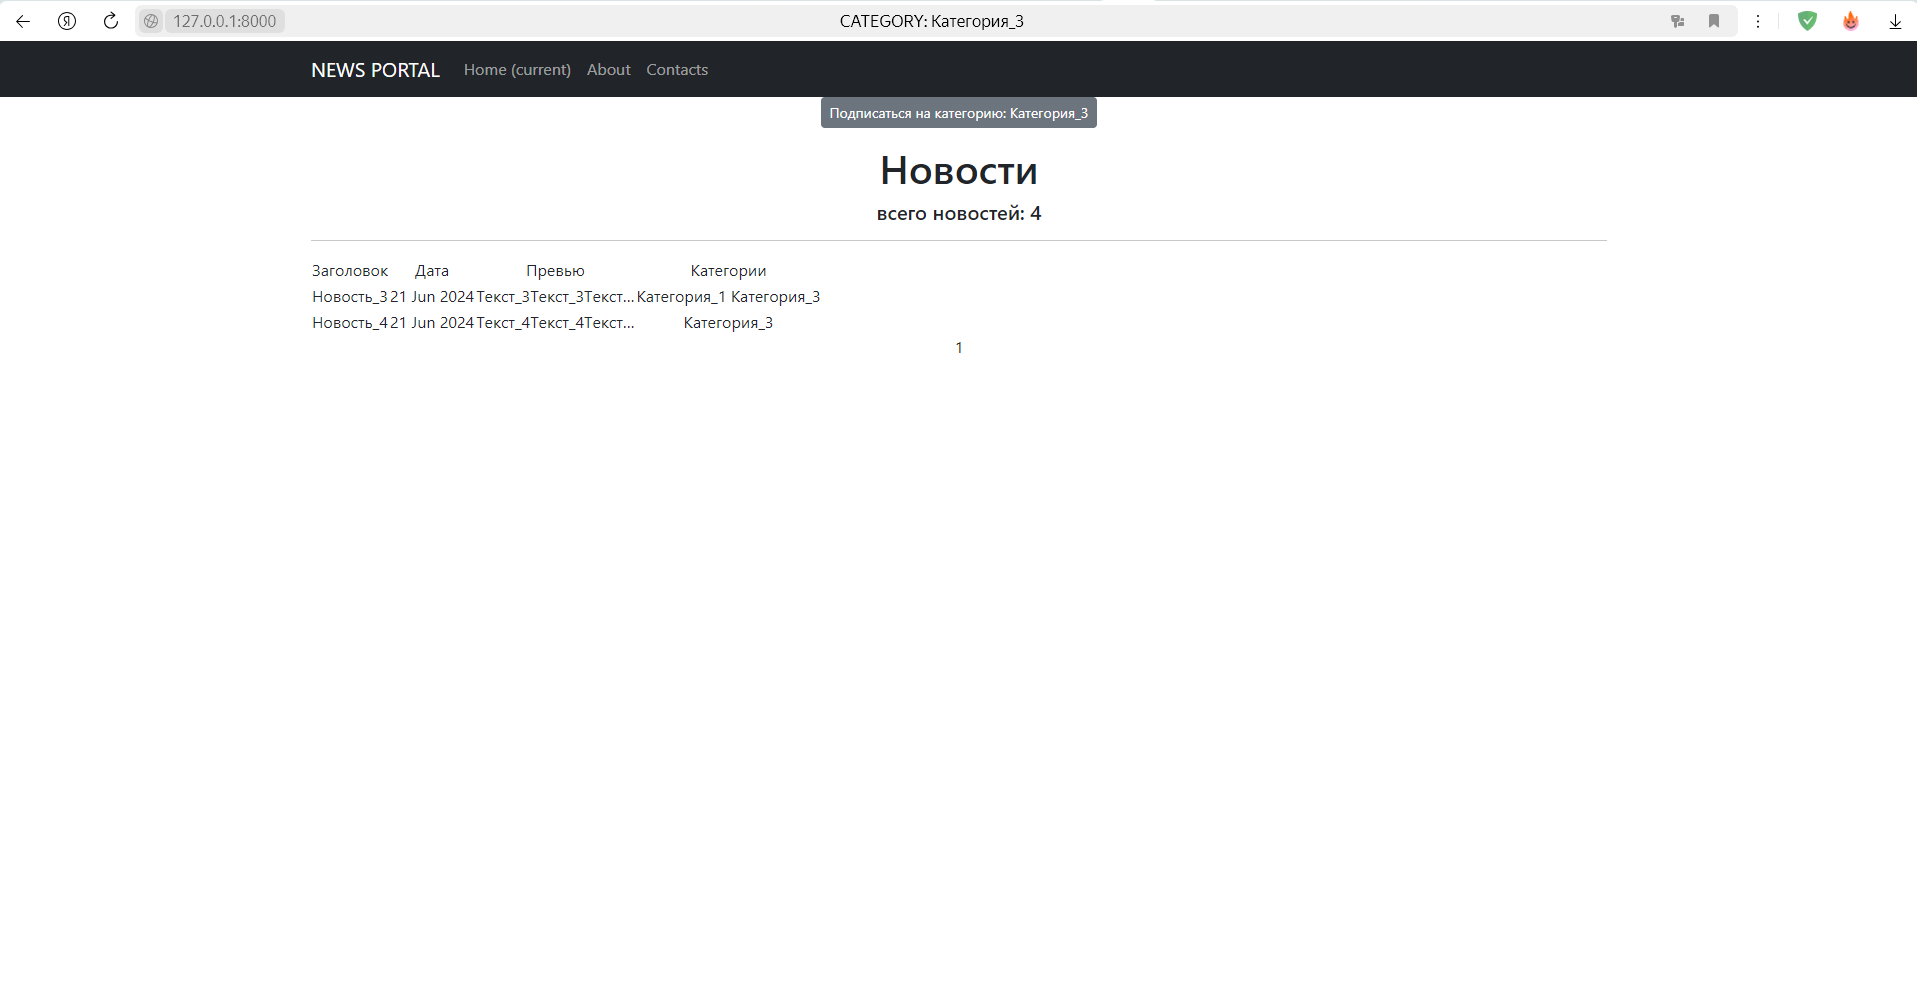 127.0.0.1:8000 CATEGORY: Категория_3
NEWS PORTAL Home (current) About Contacts
Подписаться на категорию: Категория_3
Новости
всего новостей: 4
Заголовок Дата Превью Категории
Новость_3 21 Jun 2024 Текст_3Текст_3Текст... Категория_1 Категория_3
Новость_4 21 Jun 2024 Текст_4Текст_4Текст... Категория_3
1